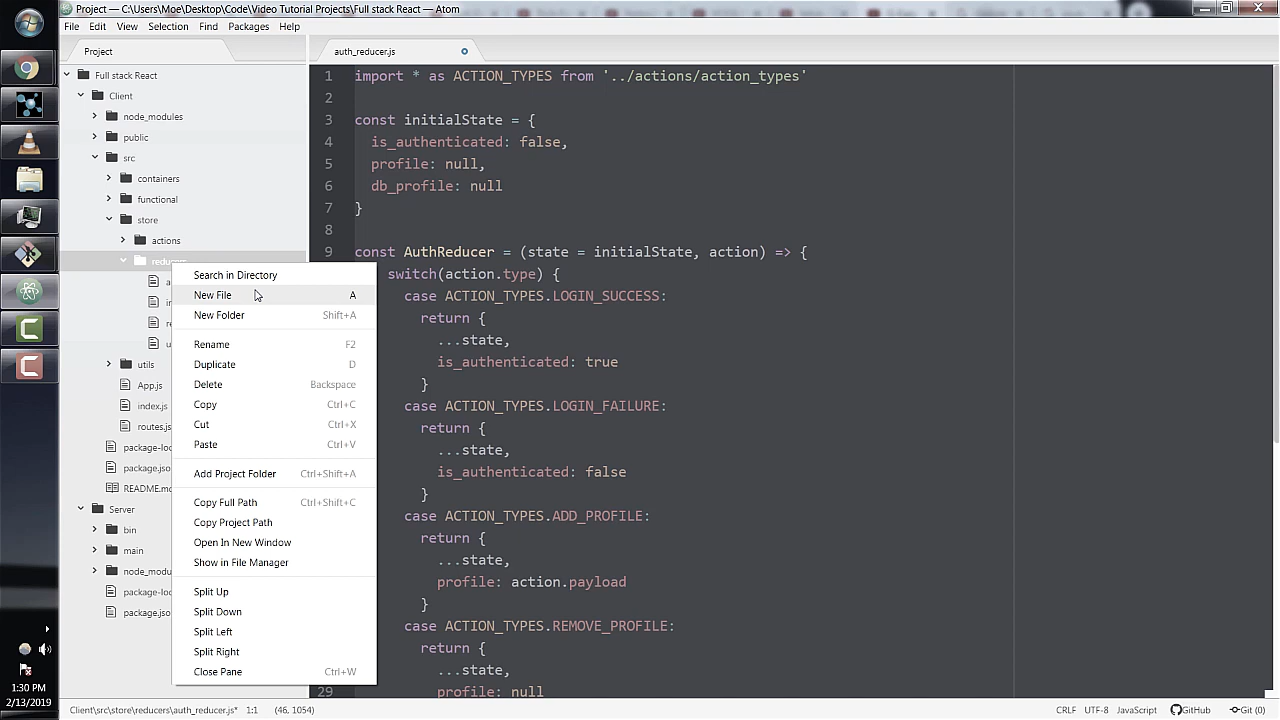 Project — C:\Users\Moe\Desktop\Code\Video Tutorial Projects\Full stack React — Atom
File Edit View Selection Find Packages Help
Project
auth_reducer.js
Full stack React
Client
node_modules
public
src
containers
functional
store
actions
utils
App.js
index.js
routes.js
package-loc
package.jso
README.md
Server
bin
main
node_modu
package-loc
package.jso
Search in Directory
New File A
New Folder Shift+A
Rename F2
Duplicate D
Delete Backspace
Copy Ctrl+C
Cut Ctrl+X
Paste Ctrl+V
Add Project Folder Ctrl+Shift+A
Copy Full Path Ctrl+Shift+C
Copy Project Path
Open In New Window
Show in File Manager
Split Up
Split Down
Split Left
Split Right
Close Pane Ctrl+W
1 import * as ACTION_TYPES from '../actions/action_types'
2
3 const initialState = {
4 is_authenticated: false,
5 profile: null,
6 db_profile: null
7 }
8
9 const AuthReducer = (state = initialState, action) => {
switch(action.type) {
case ACTION_TYPES.LOGIN_SUCCESS:
return {
...state,
is_authenticated: true
}
case ACTION_TYPES.LOGIN_FAILURE:
return {
...state,
is_authenticated: false
}
case ACTION_TYPES.ADD_PROFILE:
return {
...state,
profile: action.payload
}
case ACTION_TYPES.REMOVE_PROFILE:
return {
...state,
29 profile: null
1:30 PM
2/13/2019
Client\src\store\reducers\auth_reducer.js* 1:1 (46, 1054)
CRLF UTF-8 JavaScript GitHub Git (0)